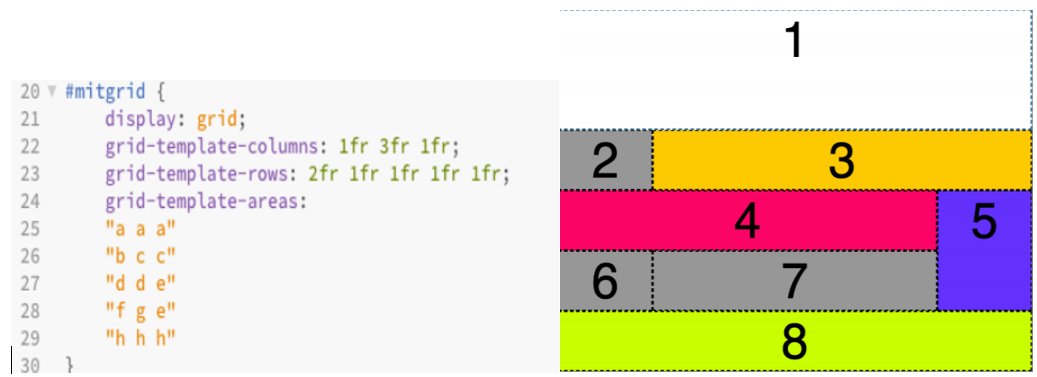 20 ▼ #mitgrid {
21 display: grid;
22 grid-template-columns: 1fr 3fr 1fr;
23 grid-template-rows: 2fr 1fr 1fr 1fr 1fr;
24 grid-template-areas:
25 "a a a"
26 "b c c"
27 "d d e"
28 "f g e"
29 "h h h"
30 }
1
2 3
4 5
6 7
8